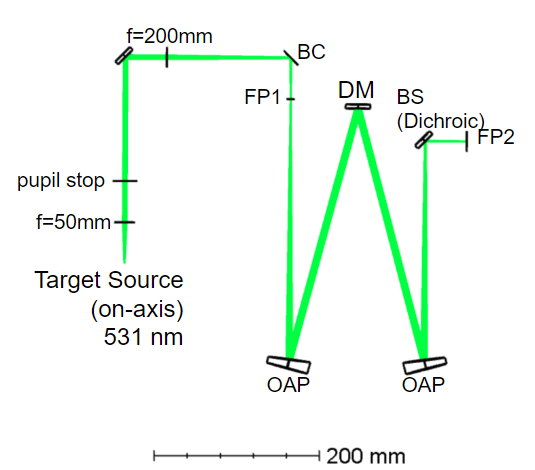 f=200mm
BC
FP1
DM
BS
(Dichroic)
FP2
pupil stop
f=50mm
Target Source
(on-axis)
531 nm
OAP
OAP
200 mm